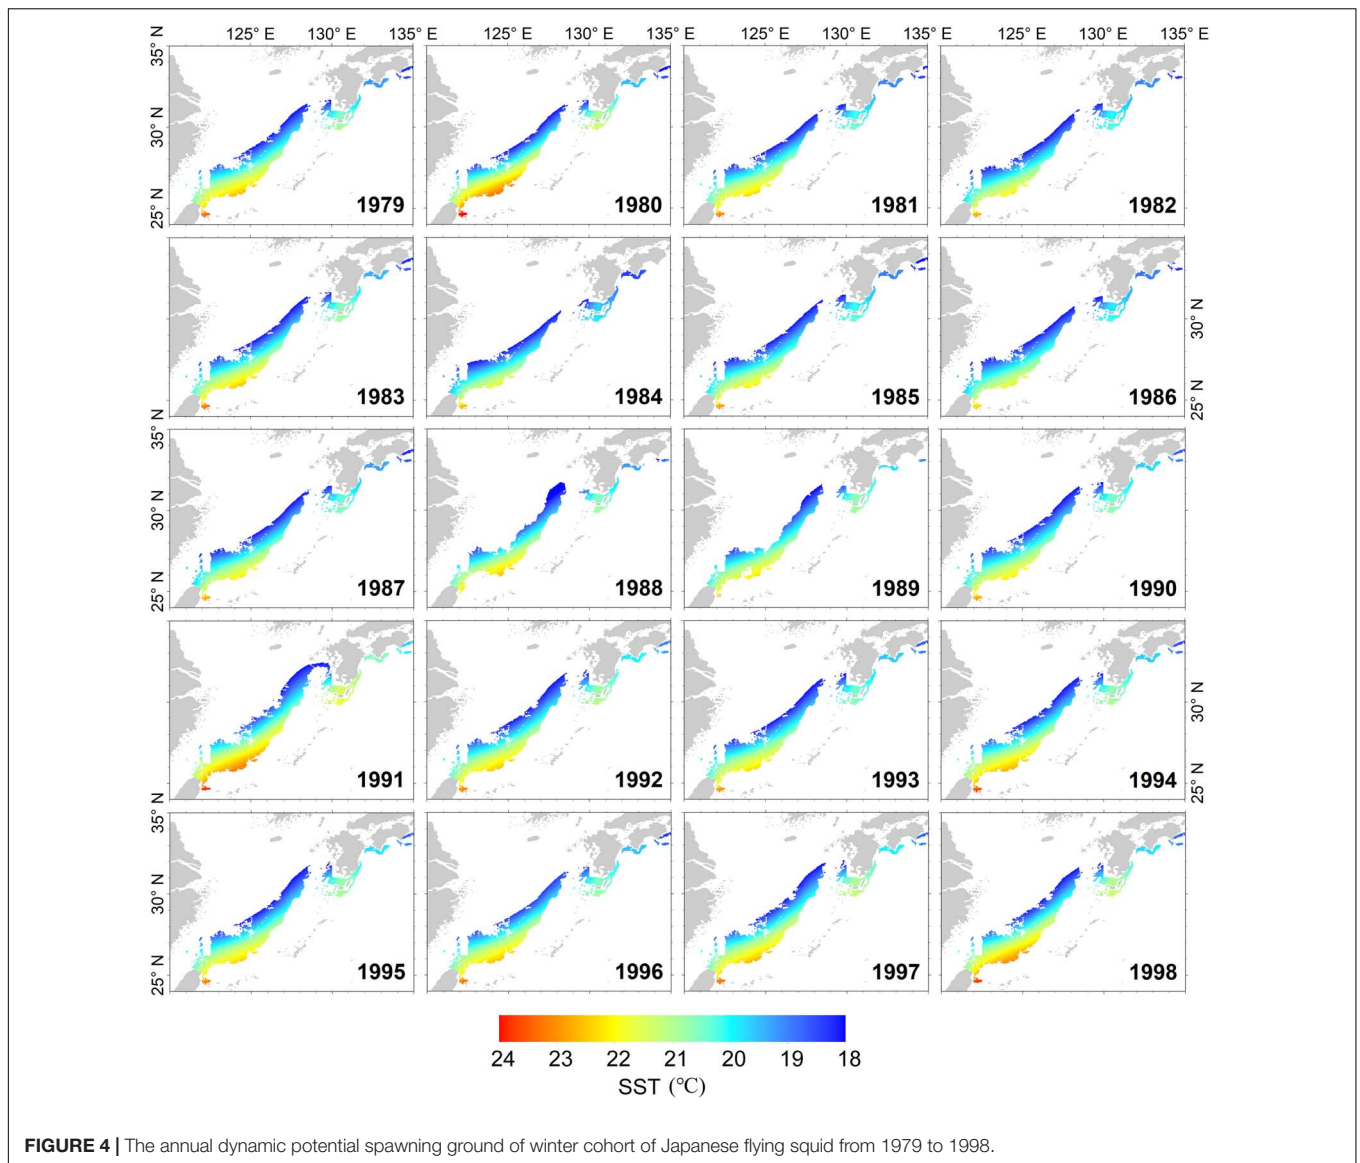 125° E 130° E 135° E 125° E 130° E E 125° E 130° E E 125° E 130° E 135° E
35° N
30° N
25° N
1979 1980 1981 1982
30° N
25° N
N
1983 1984 1985 1986
35° N
30° N
25° N
1987 1988 1989 1990
30° N
25° N
N
1991 1992 1993 1994
35° N
30° N
25° N
1995 1996 1997 1998
24 23 22 21 20 19 18
SST (°C)
FIGURE 4 | The annual dynamic potential spawning ground of winter cohort of Japanese flying squid from 1979 to 1998.